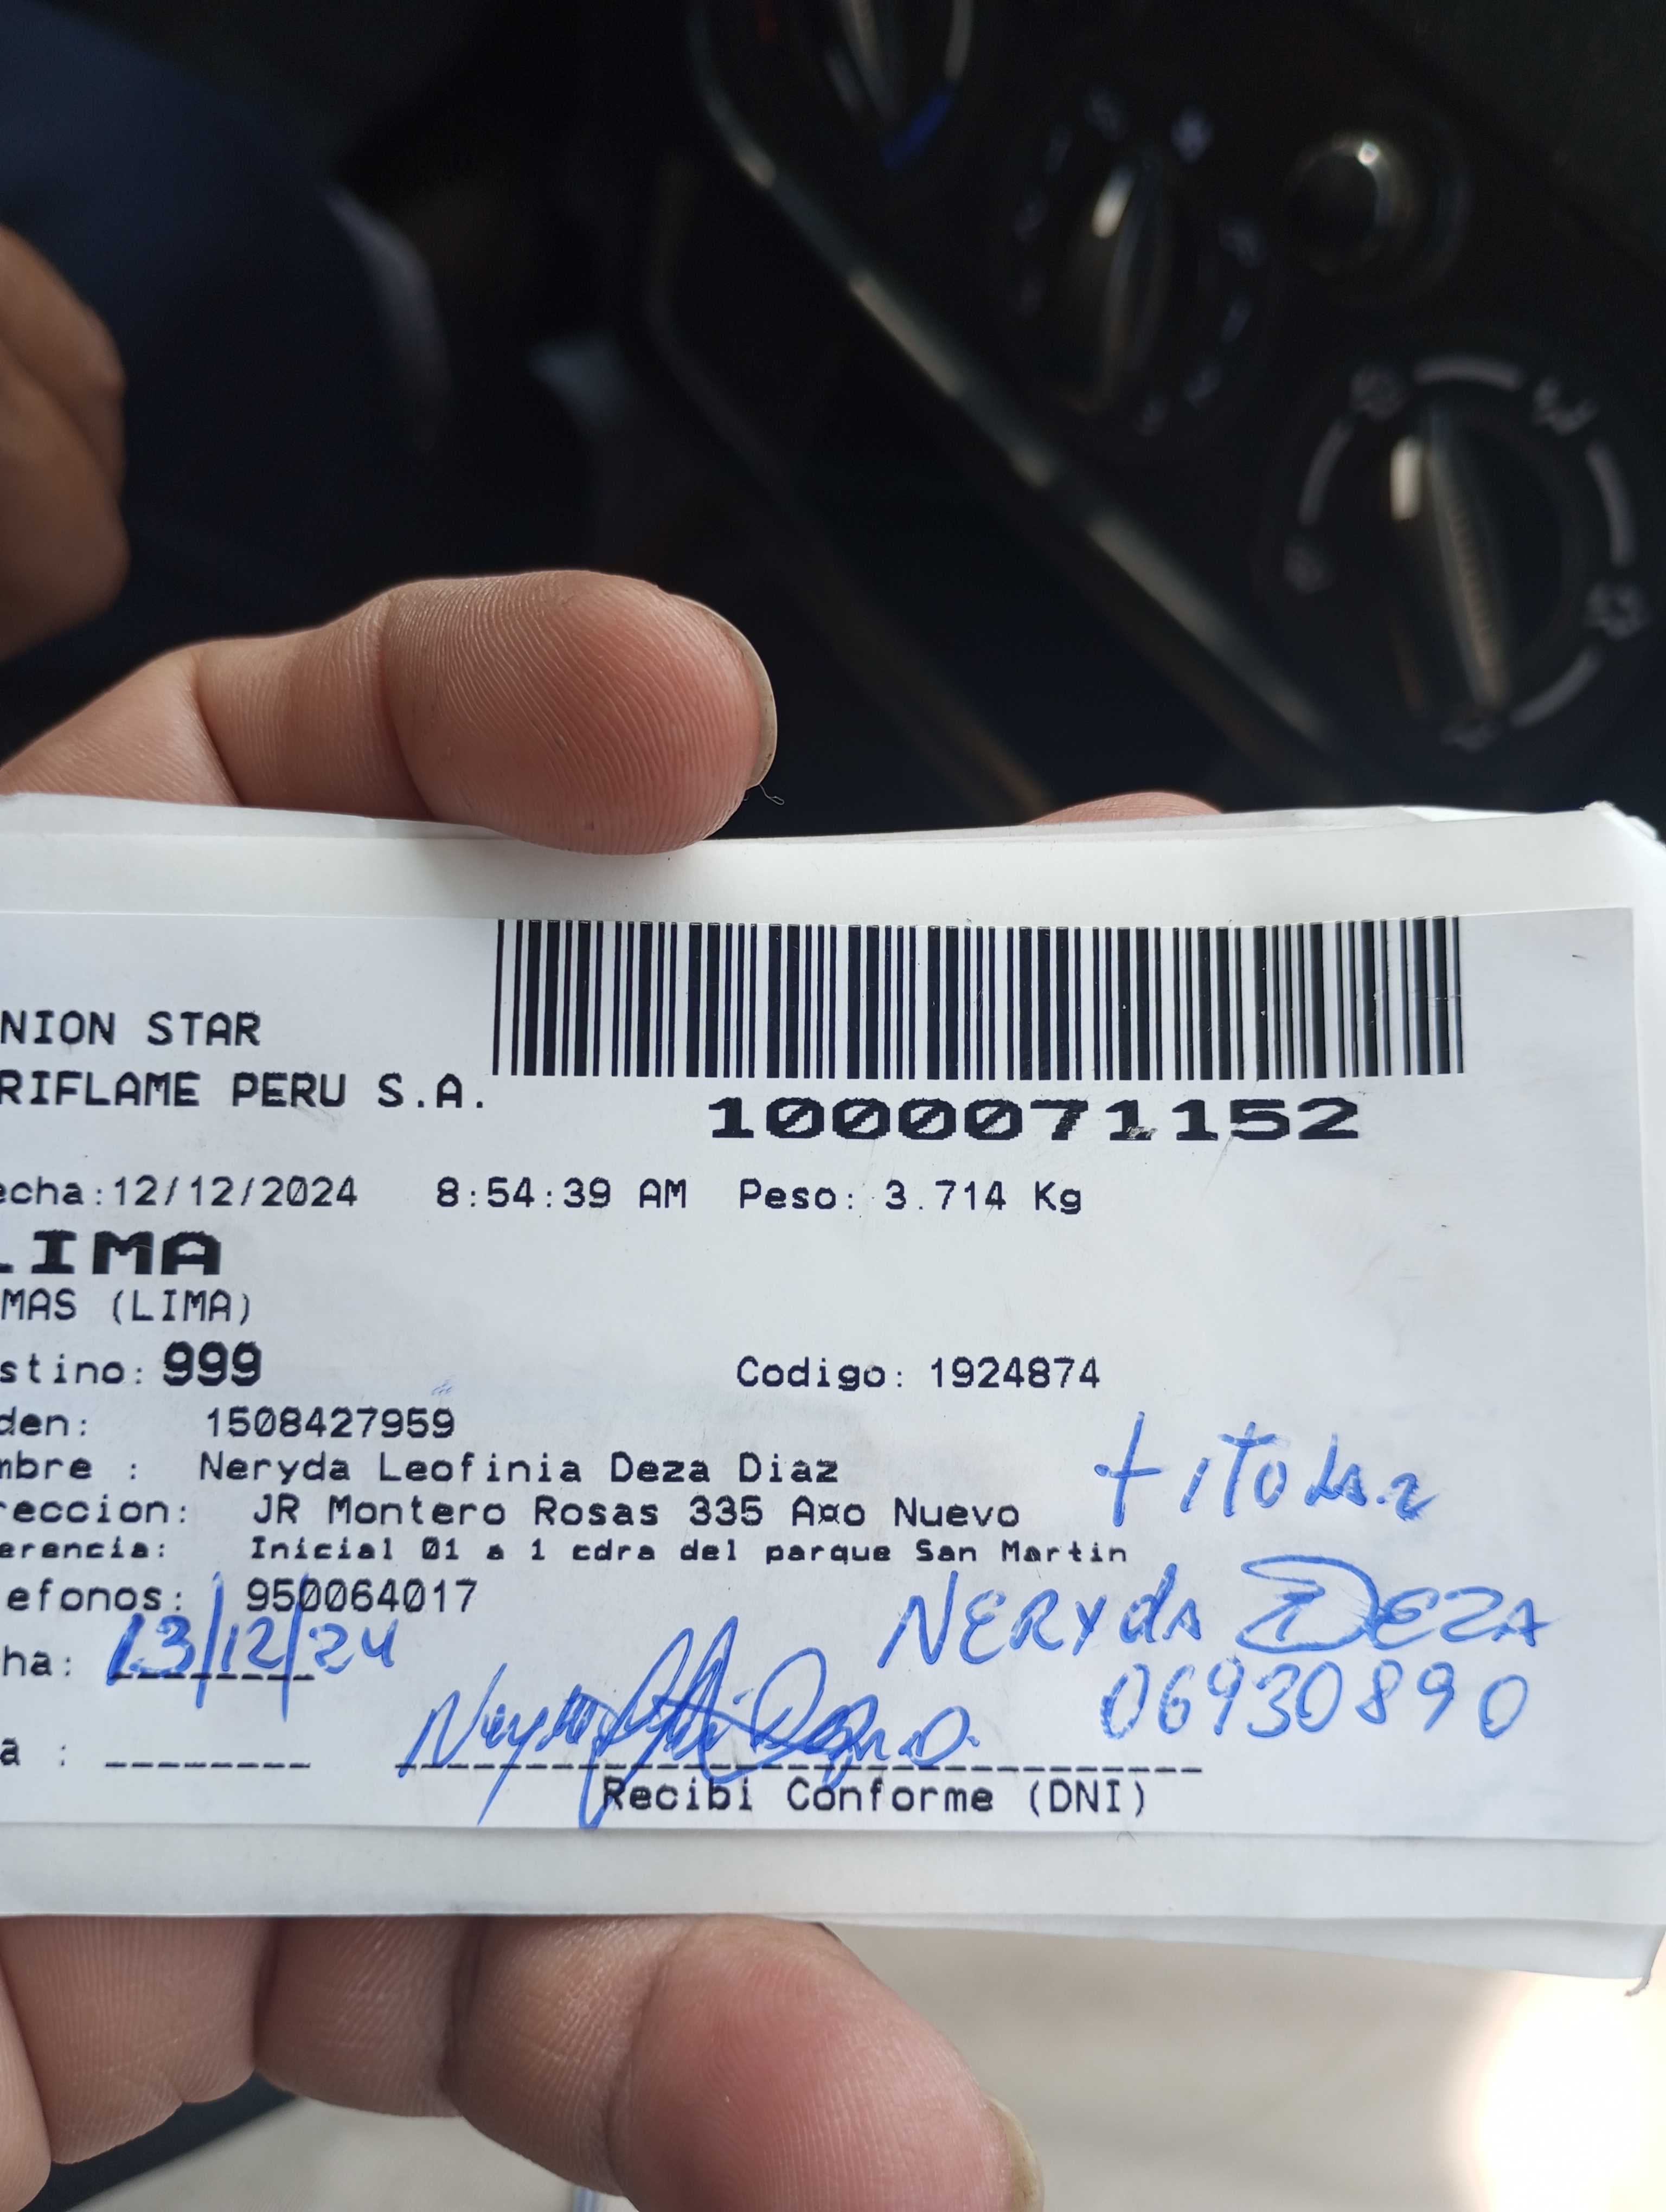 NION STAR
RIFLAME PERU S.A.
1000071152
echa:12/12/2024 8:54:39 AM Peso: 3.714 Kg
LIMA
MAS (LIMA)
stino: 999 Codigo: 1924874
den: 1508427959
mbre : Neryda Leofinia Deza Diaz
reccion: JR Montero Rosas 335 A¤o Nuevo
erencia: Inicial 01 a 1 cdra del parque San Martin
efonos: 950064017
tITULAR
NERYdA DEZA
ha: 13/12/24
06930890
a : --------
Recibi Conforme (DNI)